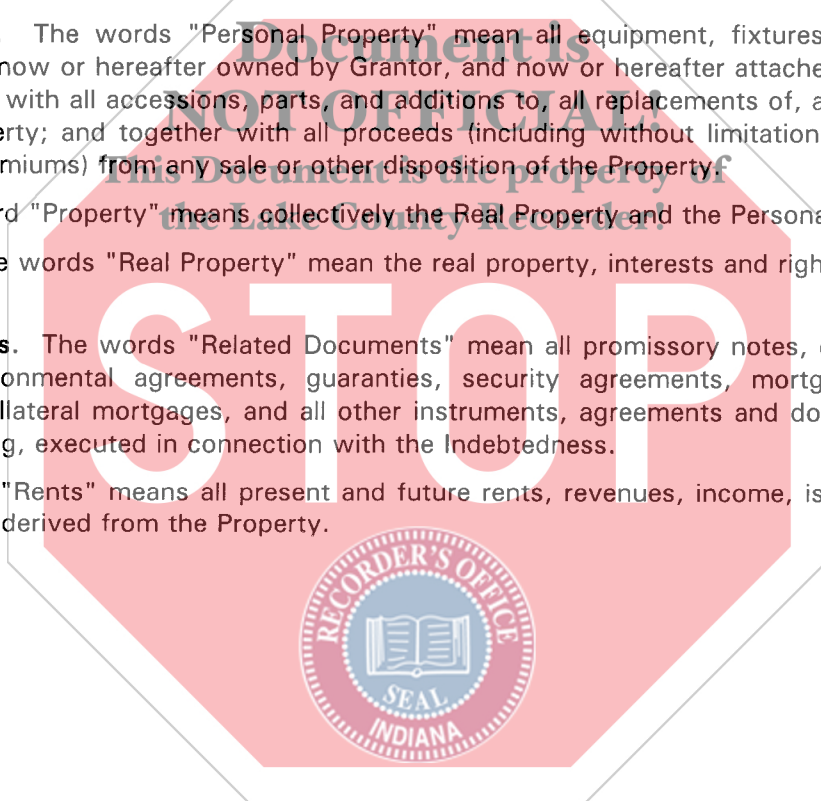 . The words "Personal Property" mean all equipment, fixtures
now or hereafter owned by Grantor, and now or hereafter attache
with all accessions, parts, and additions to, all replacements of, a
erty; and together with all proceeds (including without limitation
miums) from any sale or other disposition of the Property.
rd "Property" means collectively the Real Property and the Persona
e words "Real Property" mean the real property, interests and righ
s. The words "Related Documents" mean all promissory notes,
onmental agreements, guaranties, security agreements, mortg
llateral mortgages, and all other instruments, agreements and do
g, executed in connection with the Indebtedness.
"Rents" means all present and future rents, revenues, income, is
derived from the Property.
Document is
NOT OFFICIAL!
This Document is the property of
the Lake County Recorder!
STOP
RECORDER'S OFFICE
SEAL
INDIANA